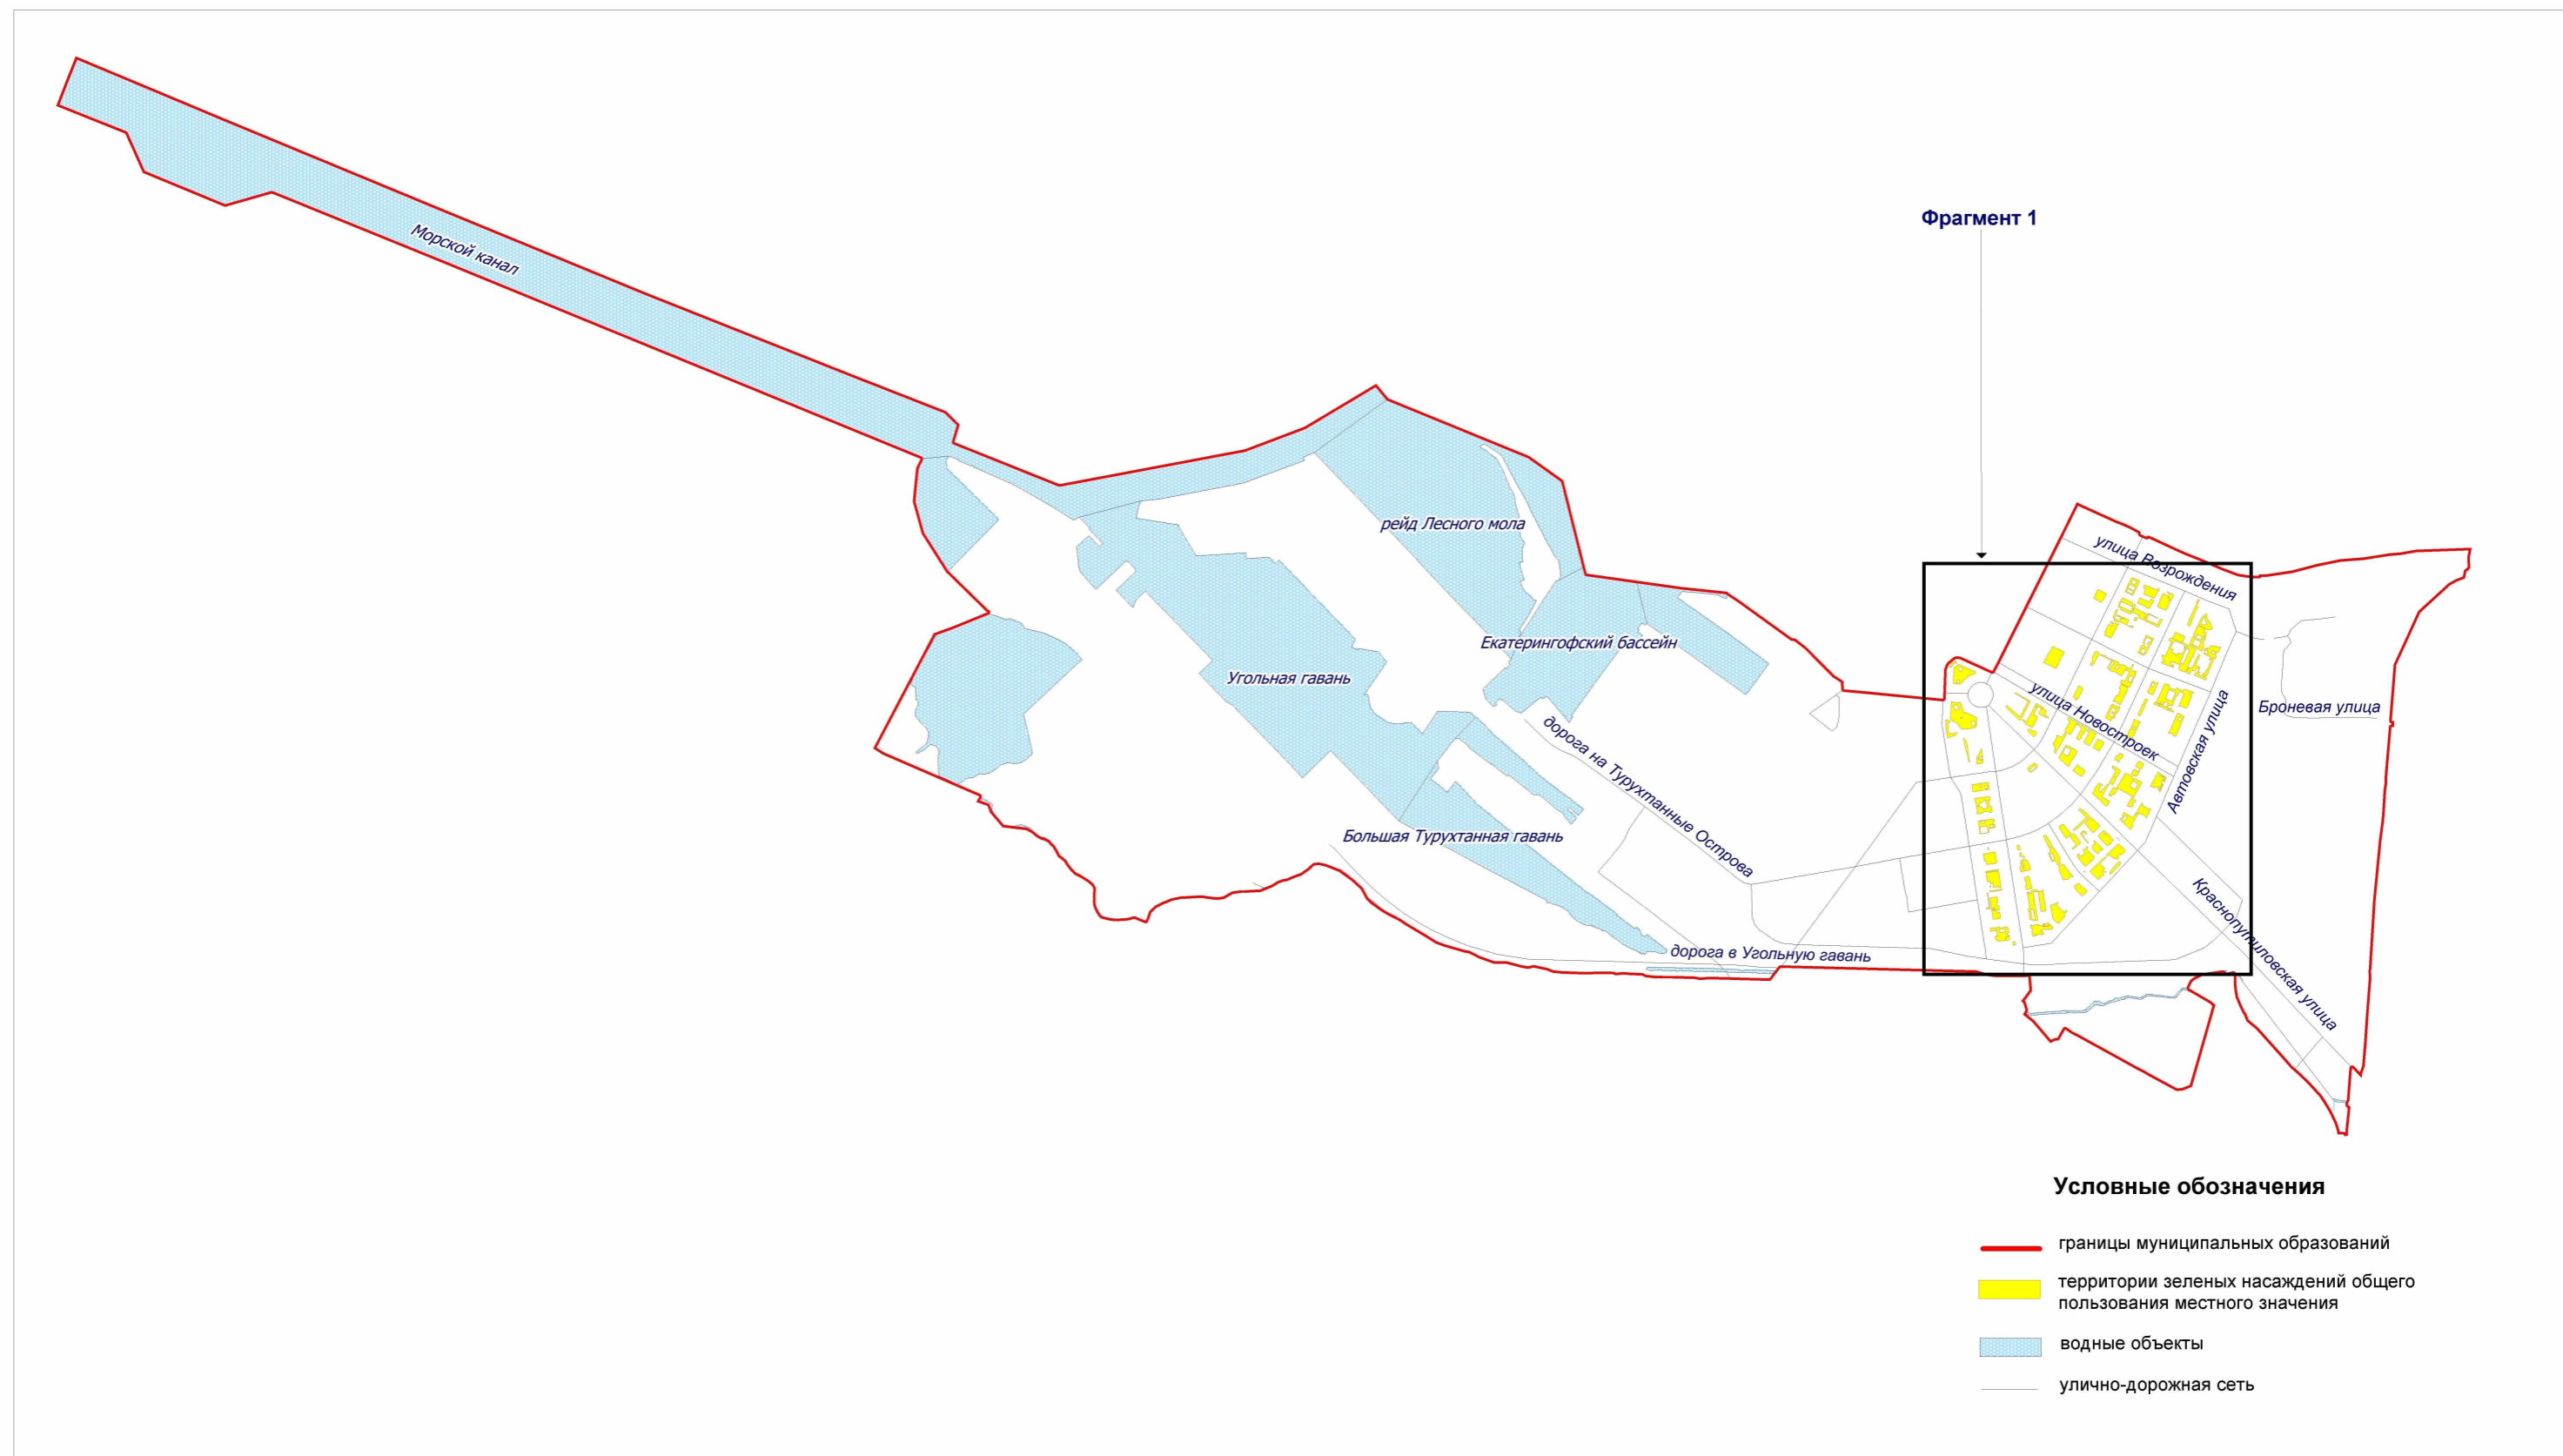 Фрагмент 1
Морской канал
рейд Лесного мола
улица Возрождения
Екатерингофский бассейн
Угольная гавань
улица Новостроек
Броневая улица
дорога на Турухтанные Острова
Автовская улица
Большая Турухтанная гавань
Краснопутиловская улица
дорога в Угольную гавань
Условные обозначения
границы муниципальных образований
территории зеленых насаждений общего
пользования местного значения
водные объекты
улично-дорожная сеть